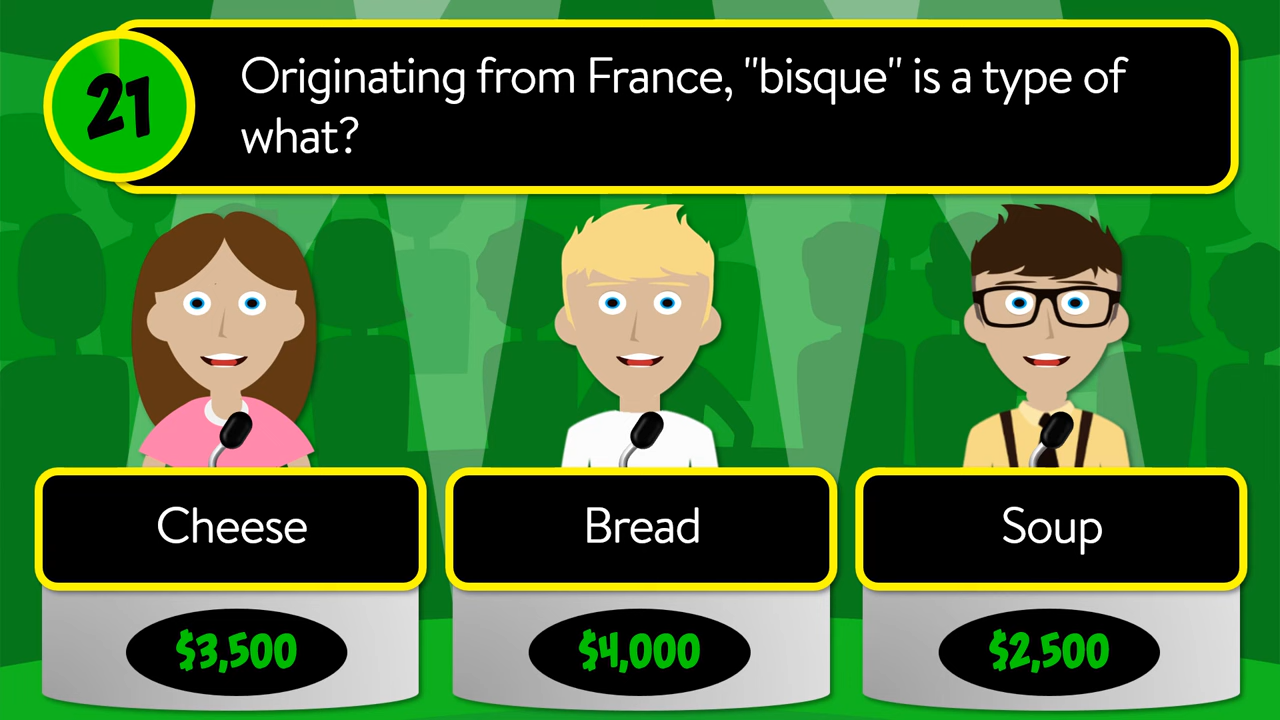 21
Originating from France, "bisque" is a type of
what?
Cheese
Bread
Soup
$3,500
$4,000
$2,500